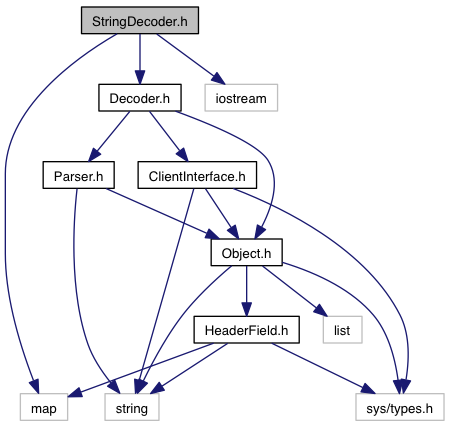 StringDecoder.h
Decoder.h
iostream
Parser.h
ClientInterface.h
Object.h
HeaderField.h
list
map
string
sys/types.h